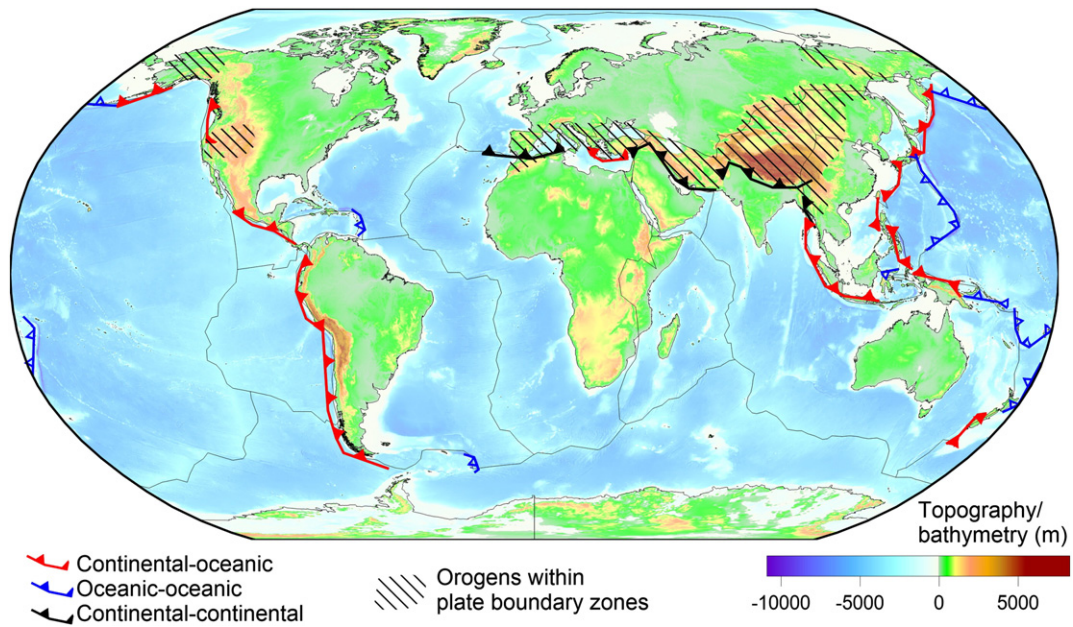 Topography/
bathymetry (m)
Continental-oceanic
Oceanic-oceanic
Continental-continental
Orogens within
plate boundary zones
-10000 -5000 0 5000